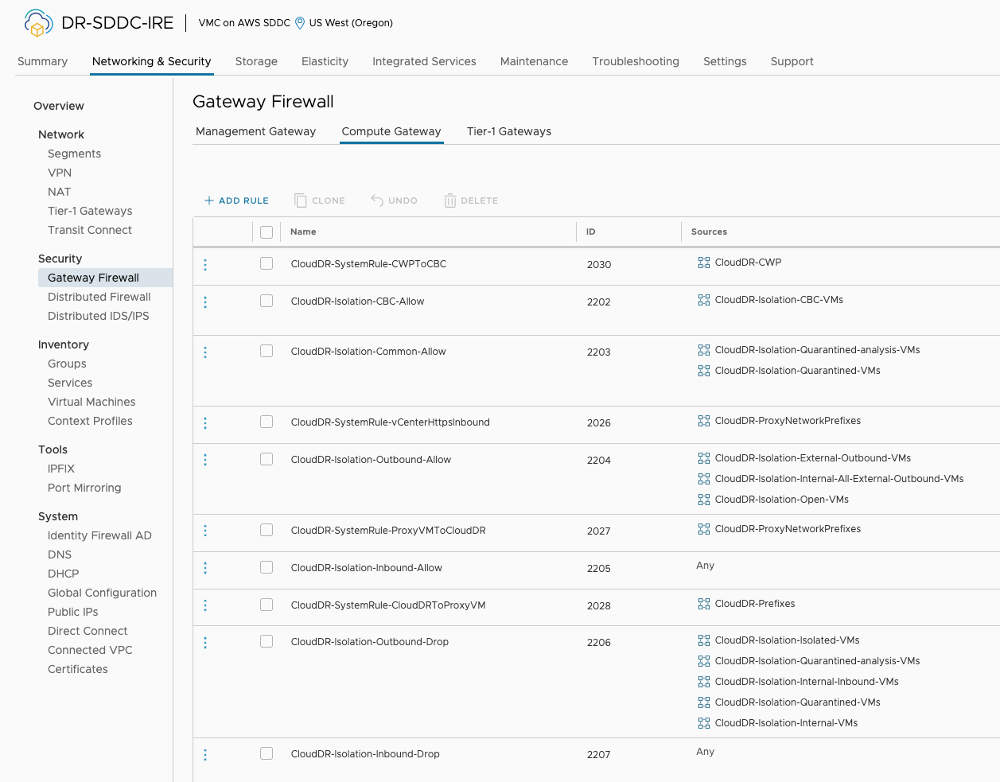 DR-SDDC-IRE VMC on AWS SDDC US West (Oregon)
Summary Networking & Security Storage Elasticity Integrated Services Maintenance Troubleshooting Settings Support
Overview
Network
Segments
VPN
NAT
Tier-1 Gateways
Transit Connect
Security
Gateway Firewall
Distributed Firewall
Distributed IDS/IPS
Inventory
Groups
Services
Virtual Machines
Context Profiles
Tools
IPFIX
Port Mirroring
System
Identity Firewall AD
DNS
DHCP
Global Configuration
Public IPs
Direct Connect
Connected VPC
Certificates
Gateway Firewall
Management Gateway Compute Gateway Tier-1 Gateways
ADD RULE CLONE UNDO DELETE
Name ID Sources
CloudDR-SystemRule-CWPToCBC 2030 CloudDR-CWP
CloudDR-Isolation-CBC-Allow 2202 CloudDR-Isolation-CBC-VMs
CloudDR-Isolation-Common-Allow 2203 CloudDR-Isolation-Quarantined-analysis-VMs
CloudDR-Isolation-Quarantined-VMs
CloudDR-SystemRule-vCenterHttpsInbound 2026 CloudDR-ProxyNetworkPrefixes
CloudDR-Isolation-Outbound-Allow 2204 CloudDR-Isolation-External-Outbound-VMs
CloudDR-Isolation-Internal-All-External-Outbound-VMs
CloudDR-Isolation-Open-VMs
CloudDR-SystemRule-ProxyVMToCloudDR 2027 CloudDR-ProxyNetworkPrefixes
CloudDR-Isolation-Inbound-Allow 2205 Any
CloudDR-SystemRule-CloudDRToProxyVM 2028 CloudDR-Prefixes
CloudDR-Isolation-Outbound-Drop 2206 CloudDR-Isolation-Isolated-VMs
CloudDR-Isolation-Quarantined-analysis-VMs
CloudDR-Isolation-Internal-Inbound-VMs
CloudDR-Isolation-Quarantined-VMs
CloudDR-Isolation-Internal-VMs
CloudDR-Isolation-Inbound-Drop 2207 Any